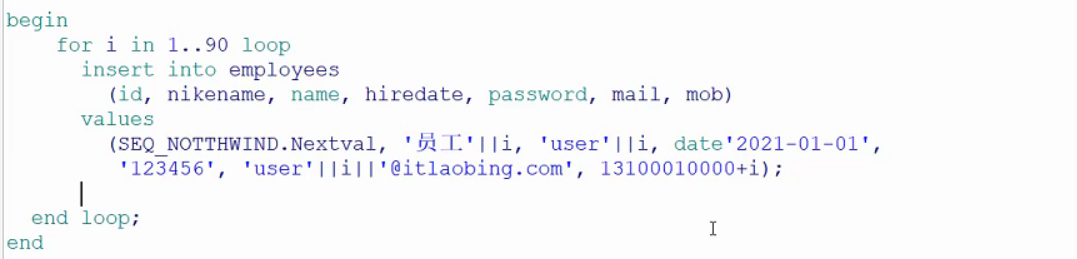 begin
    for i in 1..90 loop
      insert into employees
        (id, nikename, name, hiredate, password, mail, mob)
      values
        (SEQ_NOTTHWIND.Nextval, '员工'||i, 'user'||i, date'2021-01-01',
         '123456', 'user'||i||'@itlaobing.com', 13100010000+i);
  end loop;
end